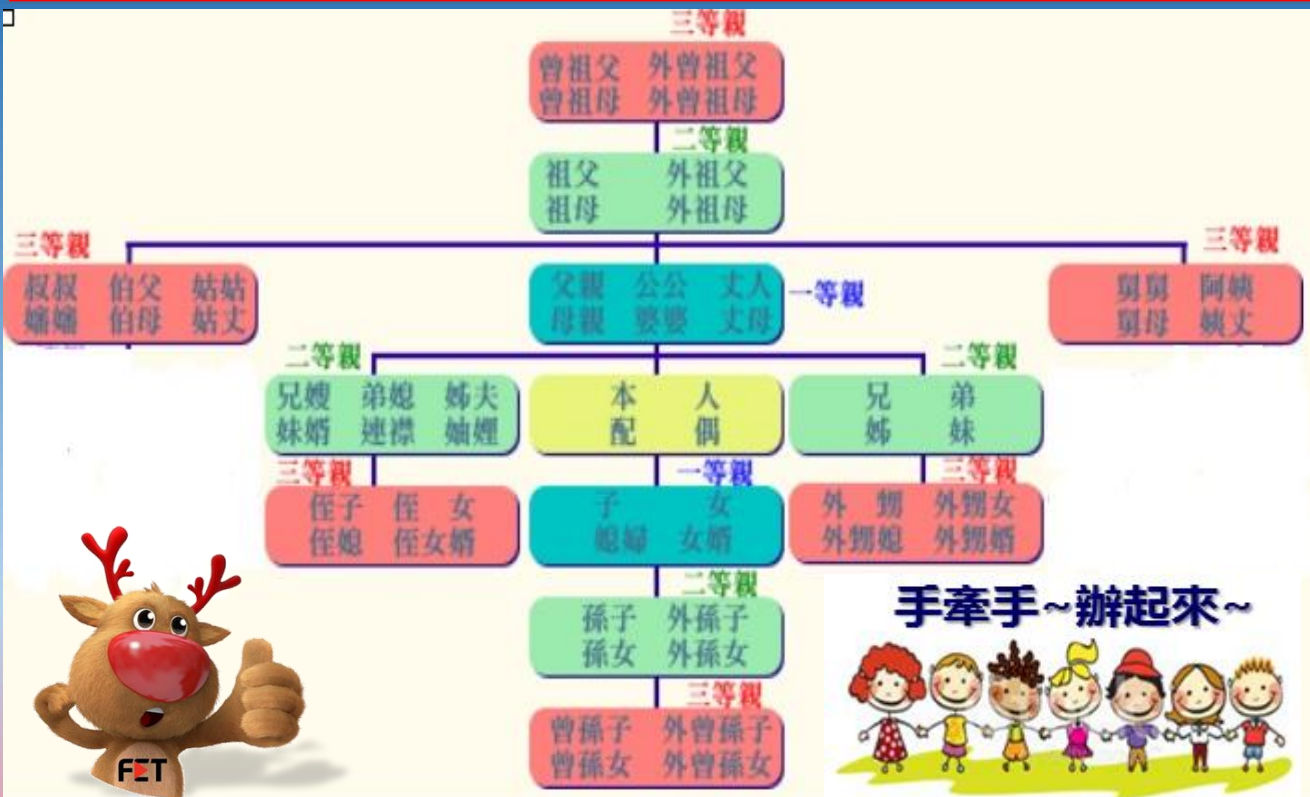 三等親
曾祖父 外曾祖父
曾祖母 外曾祖母
二等親
祖父 外祖父
祖母 外祖母
三等親
叔叔 伯父 姑姑
嬸嬸 伯母 姑丈
父親 公公 丈人
母親 婆婆 丈母
一等親
三等親
舅舅 阿姨
舅母 姨丈
二等親
兄嫂 弟媳 姊夫
妹婿 連襟 妯娌
本人
配偶
二等親
兄弟
姊妹
三等親
侄子 侄女
侄媳 侄女婿
一等親
子女
媳婦 女婿
三等親
外甥 外甥女
外甥媳 外甥婿
二等親
孫子 外孫子
孫女 外孫女
三等親
曾孫子 外曾孫子
曾孫女 外曾孫女
手牽手~辦起來~
FET